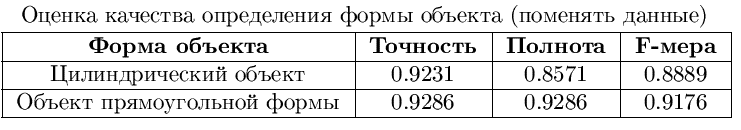 Оценка качества определения формы объекта (поменять данные)
Форма объекта Точность Полнота F-мера
Цилиндрический объект 0.9231 0.8571 0.8889
Объект прямоугольной формы 0.9286 0.9286 0.9176